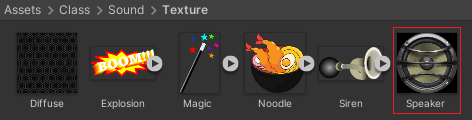 Assets > Class > Sound > Texture
BOOM!!!
Diffuse Explosion Magic Noodle Siren Speaker